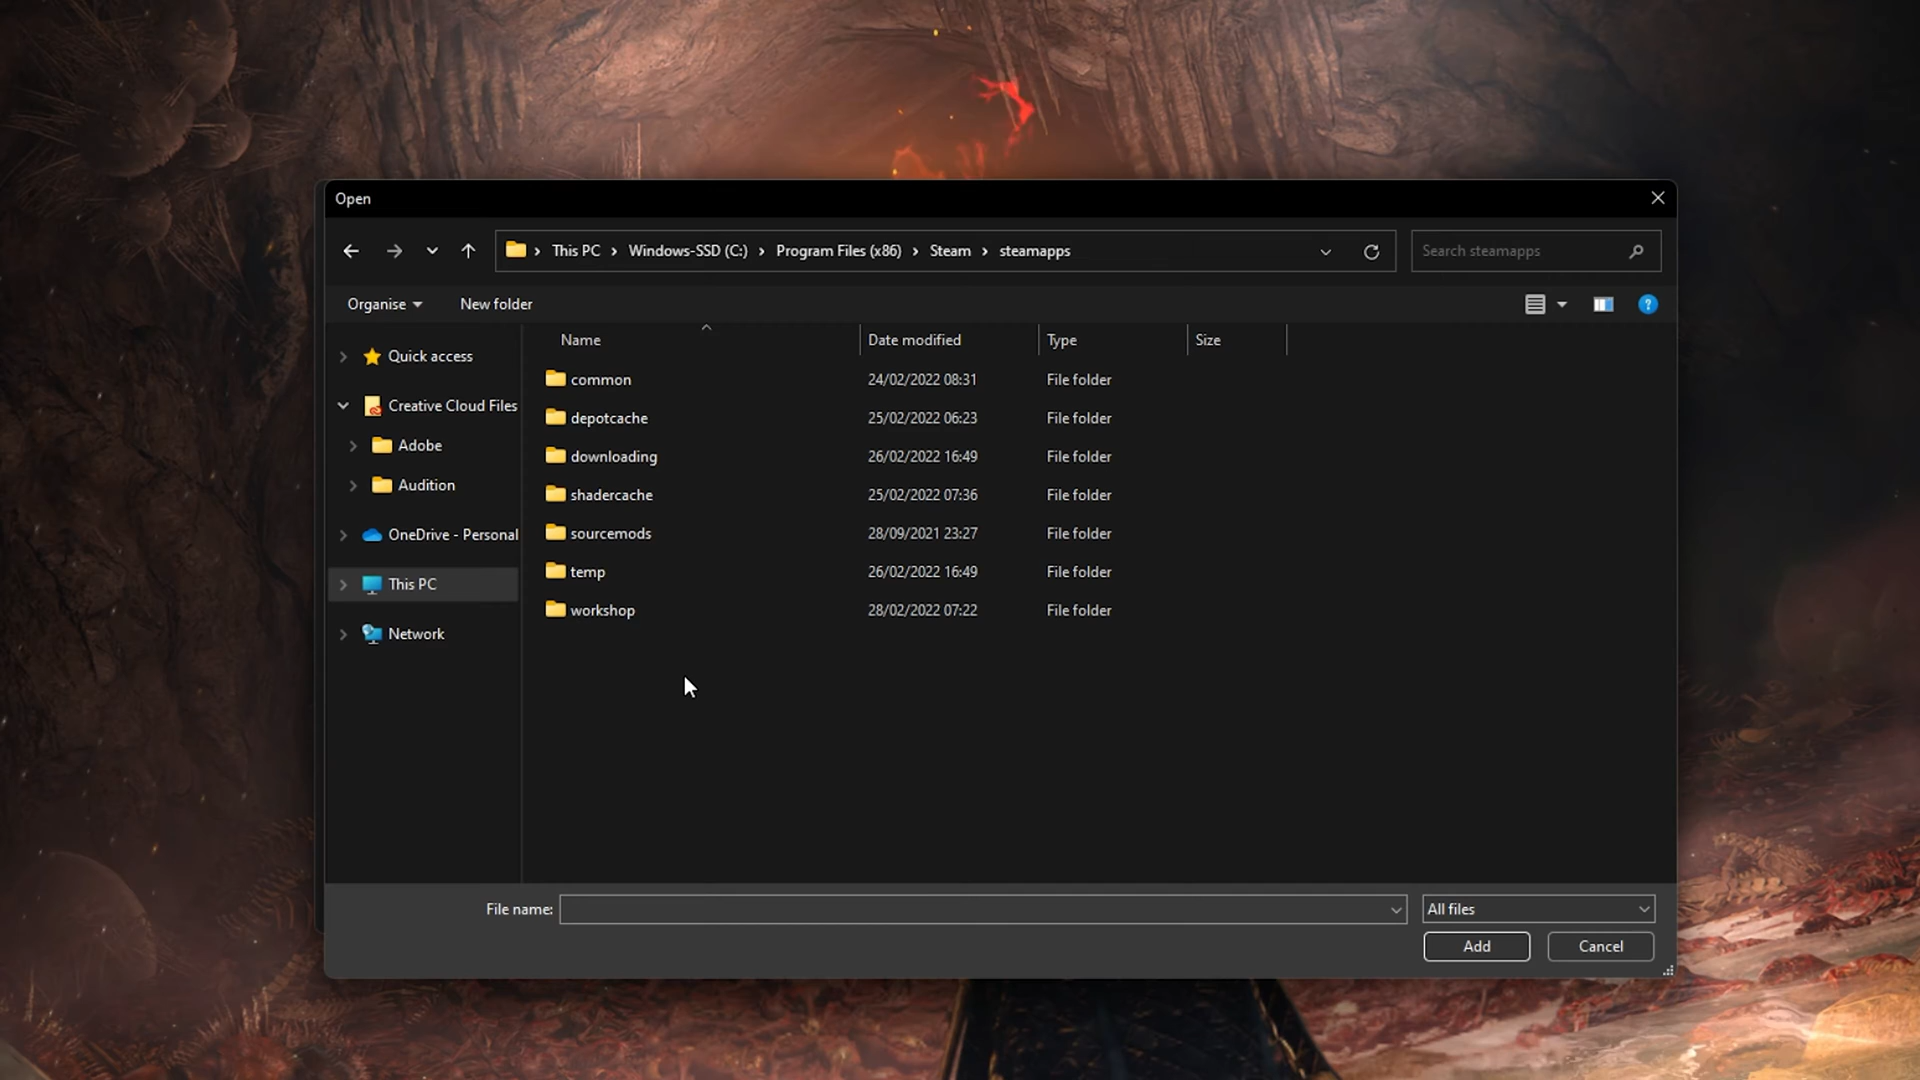 Open
This PC > Windows-SSD (C:) > Program Files (x86) > Steam > steamapps
Search steamapps
Organise New folder
Name Date modified Type Size
Quick access
Creative Cloud Files
Adobe
Audition
OneDrive - Personal
This PC
Network
common 24/02/2022 08:31 File folder
depotcache 25/02/2022 06:23 File folder
downloading 26/02/2022 16:49 File folder
shadercache 25/02/2022 07:36 File folder
sourcemods 28/09/2021 23:27 File folder
temp 26/02/2022 16:49 File folder
workshop 28/02/2022 07:22 File folder
File name:
All files
Add Cancel